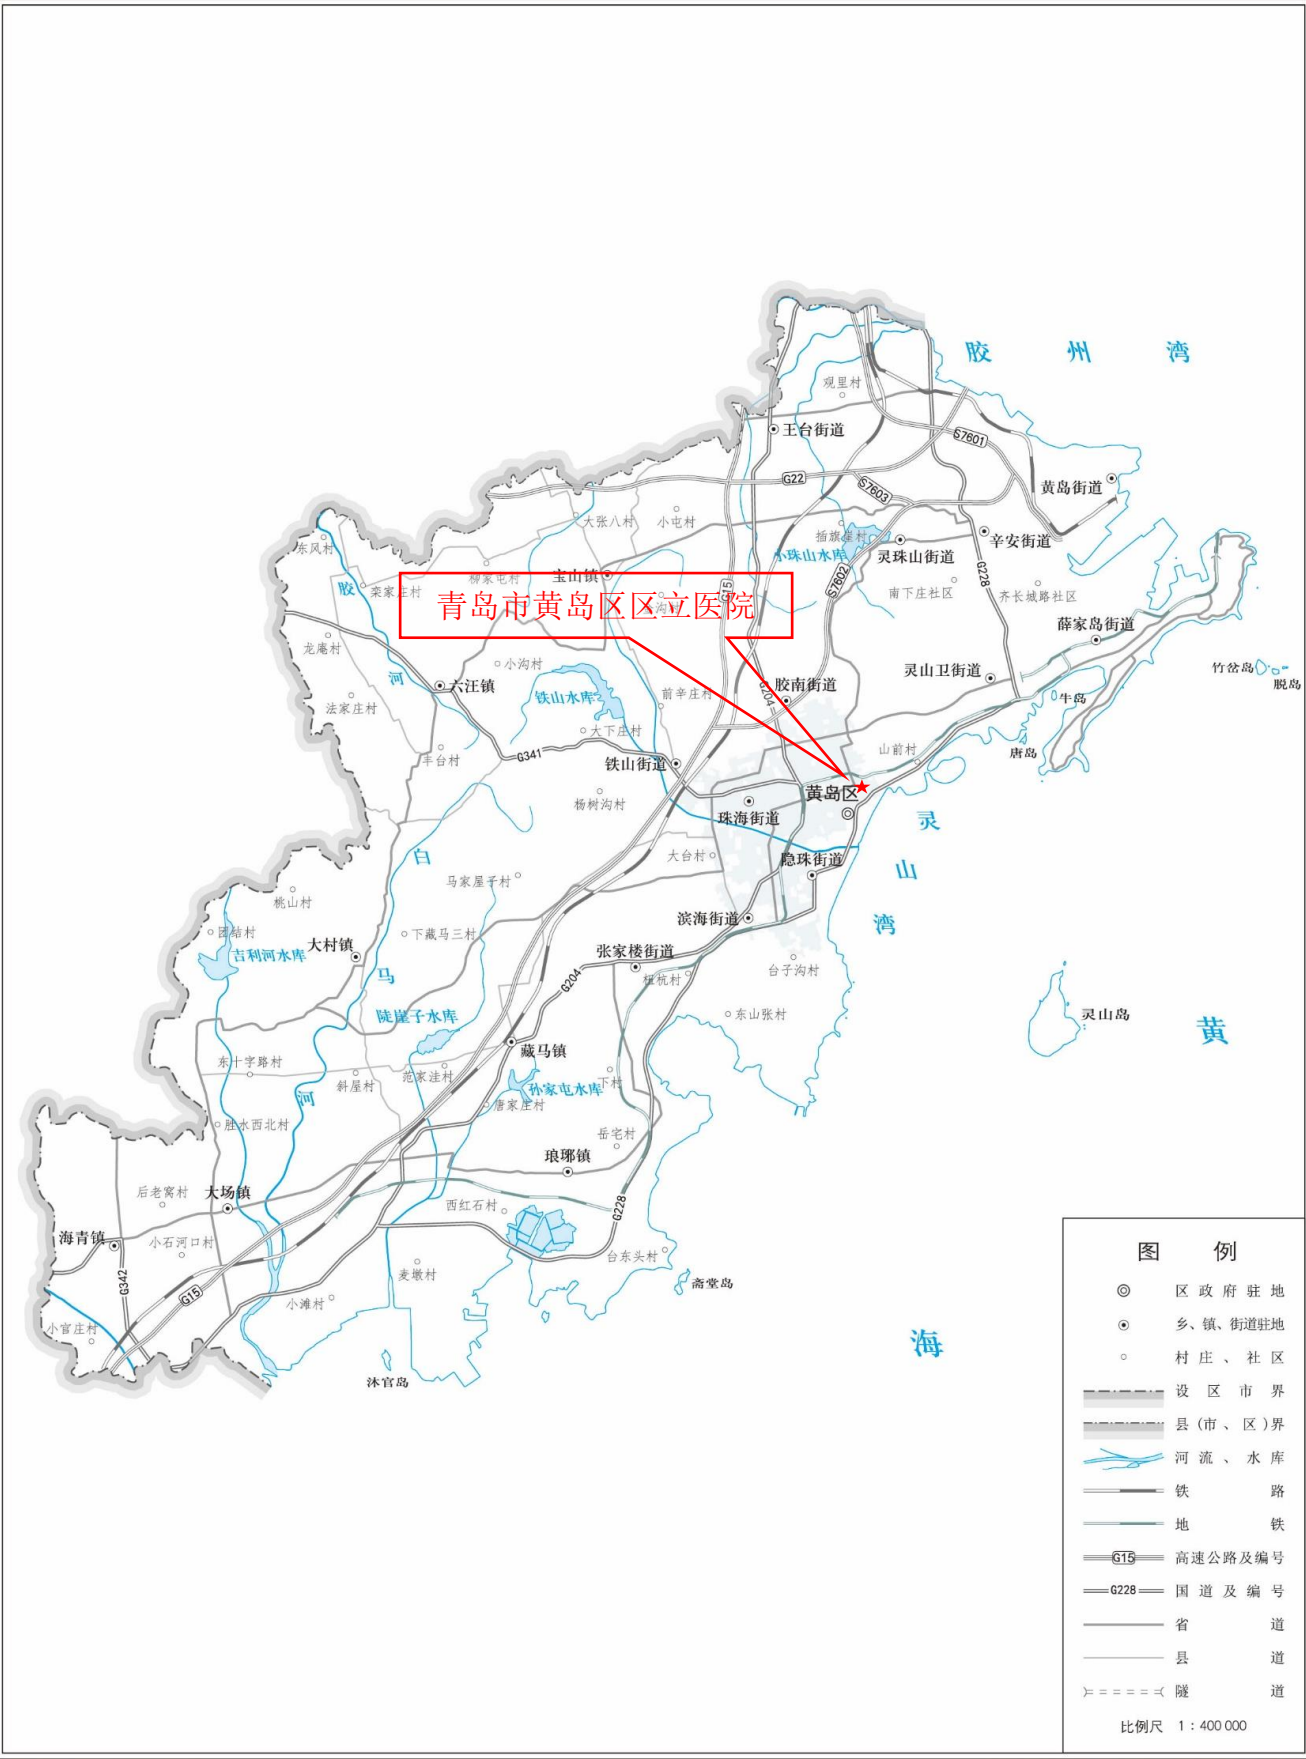 胶州湾
观里村
王台街道
S7601
G22
S7603
黄岛街道
大张八村
小屯村
插旗崖村
小珠山水库
灵珠山街道
辛安街道
东风村
柳家屯村
宝山镇
胶
栾家庄村
G15
S7602
G228
南下庄社区
齐长城路社区
青岛市黄岛区区立医院
薛家岛街道
龙庵村
小沟村
河
六汪镇
铁山水库
前辛庄村
G204
胶南街道
灵山卫街道
竹岔岛
脱岛
牛岛
法家庄村
大下庄村
丰台村
G341
铁山街道
山前村
唐岛
杨树沟村
黄岛区
珠海街道
灵
山
湾
白
大台村
隐珠街道
马家屋子村
桃山村
滨海街道
团结村
吉利河水库
大村镇
下藏马三村
张家楼街道
马
G204
台子沟村
陡崖子水库
东山张村
灵山岛
黄
藏马镇
东十字路村
斜屋村
范家洼村
下村
河
孙家屯水库
唐家庄村
胜水西北村
岳宅村
琅琊镇
后老窝村
大场镇
西红石村
G228
海青镇
小石河口村
台东头村
G342
麦墩村
斋堂岛
G15
小滩村
小官庄村
海
沐官岛
图例
区政府驻地
乡、镇、街道驻地
村庄、社区
设区市界
县(市、区)界
河流、水库
铁路
地铁
G15 高速公路及编号
G228 国道及编号
省道
县道
隧道
比例尺 1：400 000